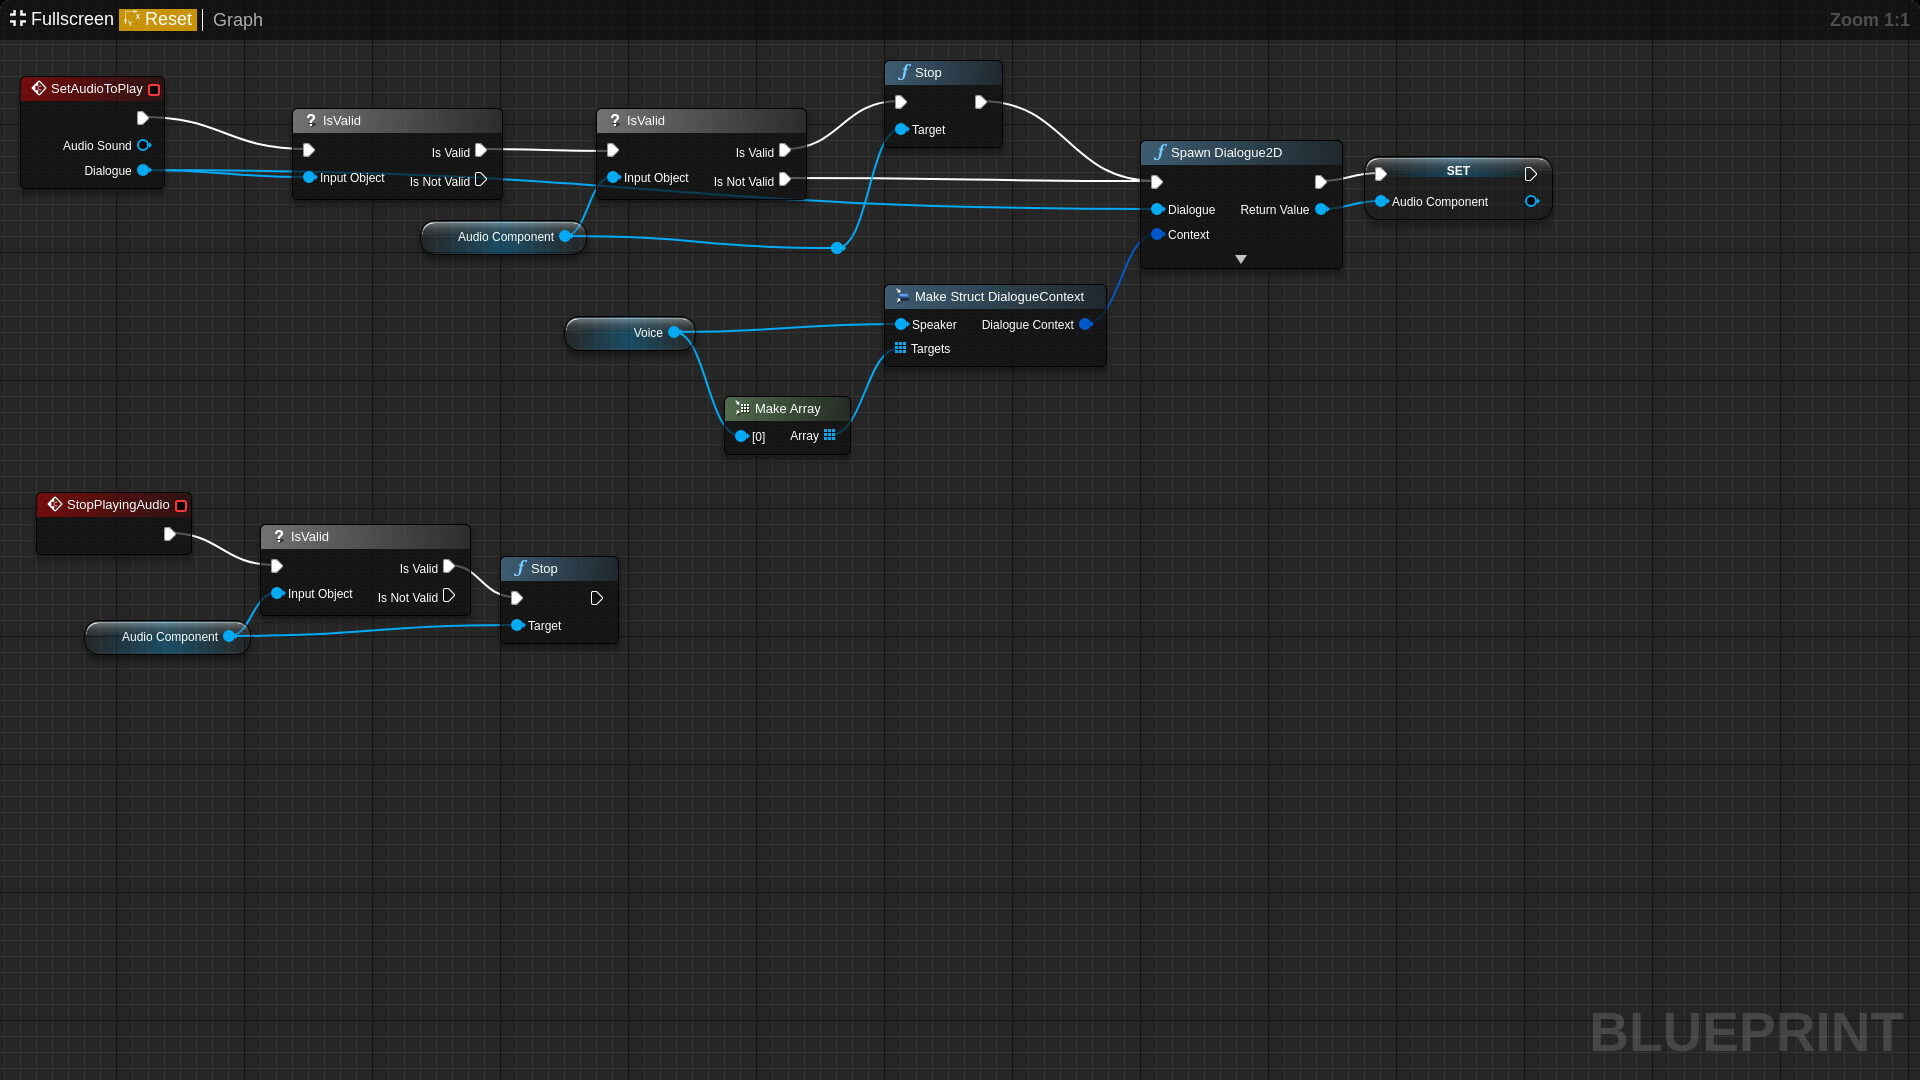 Fullscreen Reset Graph Zoom 1:1
SetAudioToPlay
Audio Sound
Dialogue
? IsValid
Is Valid
Input Object Is Not Valid
? IsValid
Is Valid
Input Object Is Not Valid
Audio Component
f Stop
Target
f Spawn Dialogue2D
Dialogue Return Value
Context
SET
Audio Component
Voice
Make Struct DialogueContext
Speaker Dialogue Context
Targets
Make Array
[0] Array
StopPlayingAudio
? IsValid
Is Valid
Input Object Is Not Valid
Audio Component
f Stop
Target
BLUEPRINT